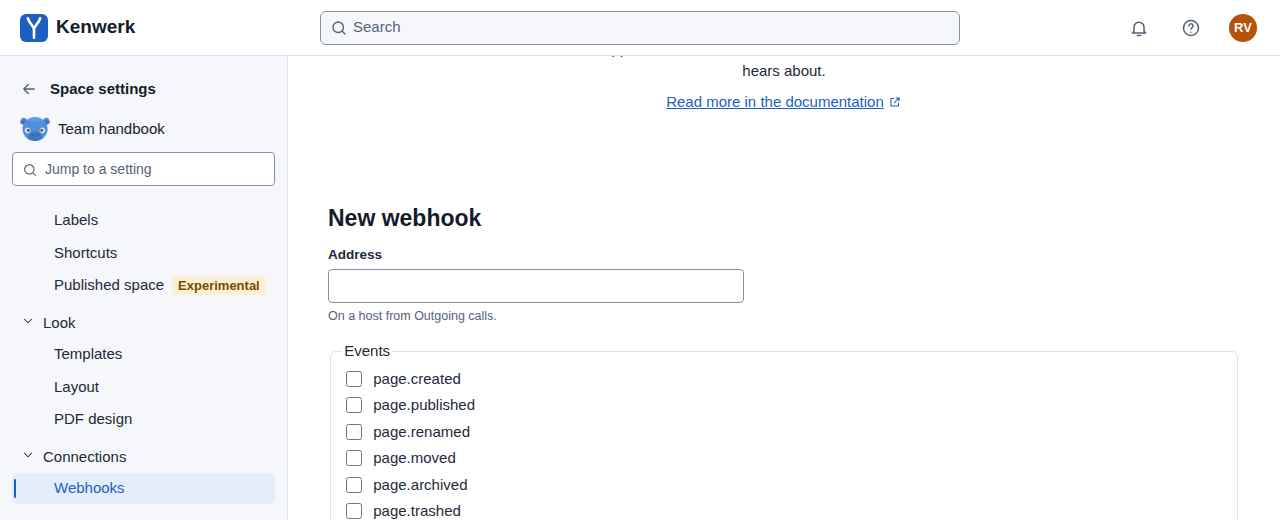 Kenwerk
Search
RV
Space settings
Team handbook
Jump to a setting
Labels
Shortcuts
Published space Experimental
Look
Templates
Layout
PDF design
Connections
Webhooks
hears about.
Read more in the documentation
New webhook
Address
On a host from Outgoing calls.
Events
page.created
page.published
page.renamed
page.moved
page.archived
page.trashed